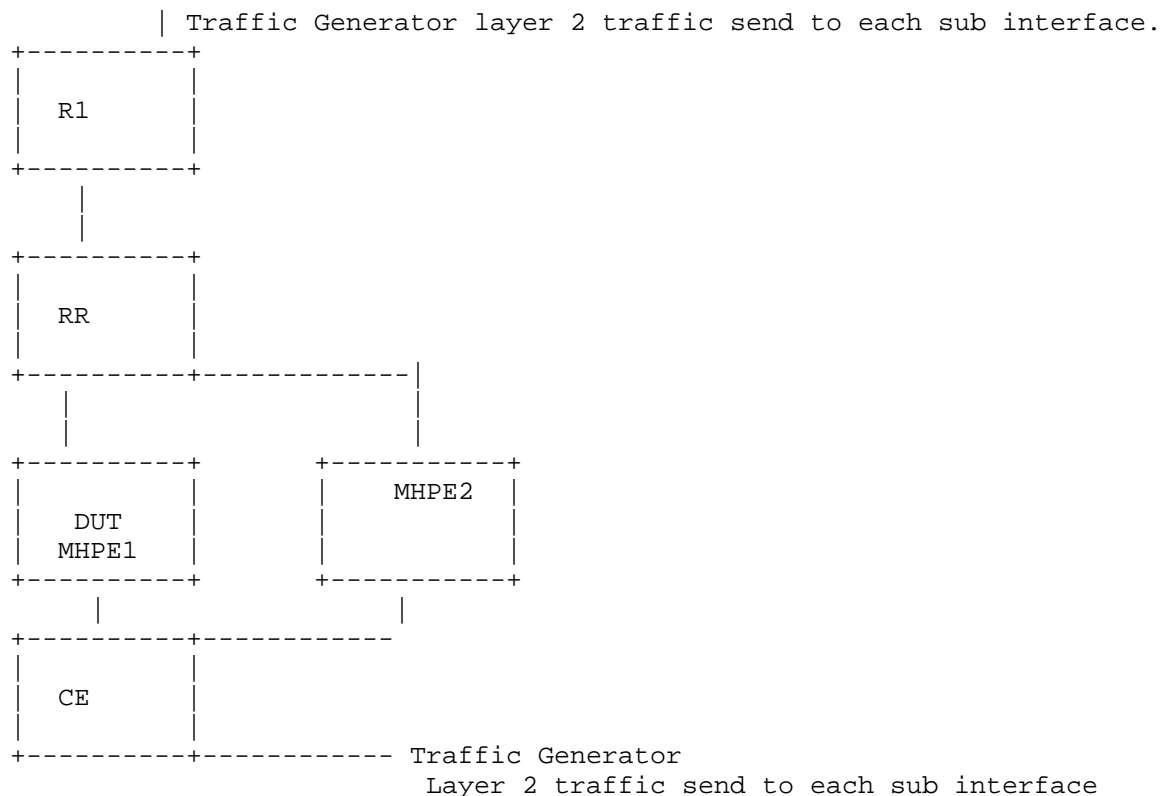 Traffic Generator layer 2 traffic send to each sub interface.
R1
RR
MHPE2
DUT
MHPE1
CE
Traffic Generator
Layer 2 traffic send to each sub interface